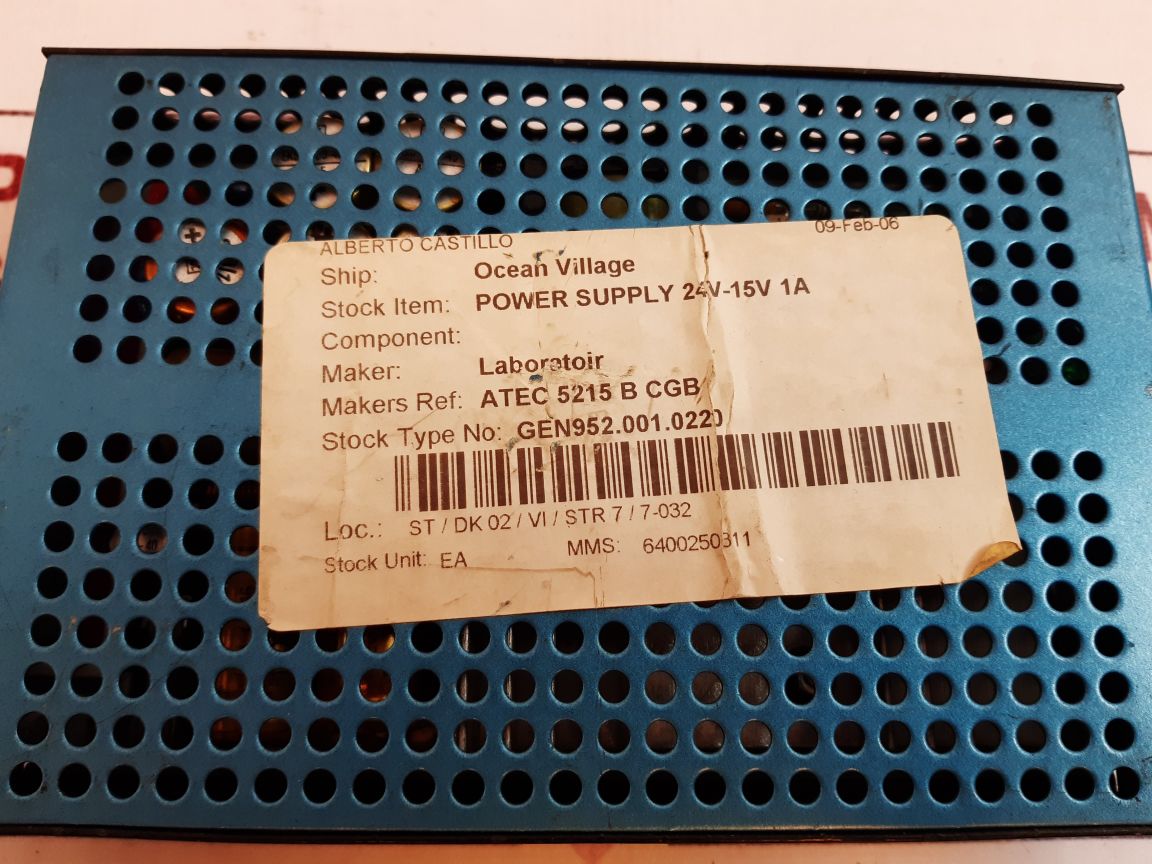 ALBERTO CASTILLO 09-Feb-06
Ship: Ocean Village
Stock Item: POWER SUPPLY 24V-15V 1A
Component:
Maker: Laboratoir
Makers Ref: ATEC 5215 B CGB
Stock Type No: GEN952.001.0220
Loc.: ST / DK 02 / VI / STR 7 / 7-032
Stock Unit: EA MMS: 6400250311